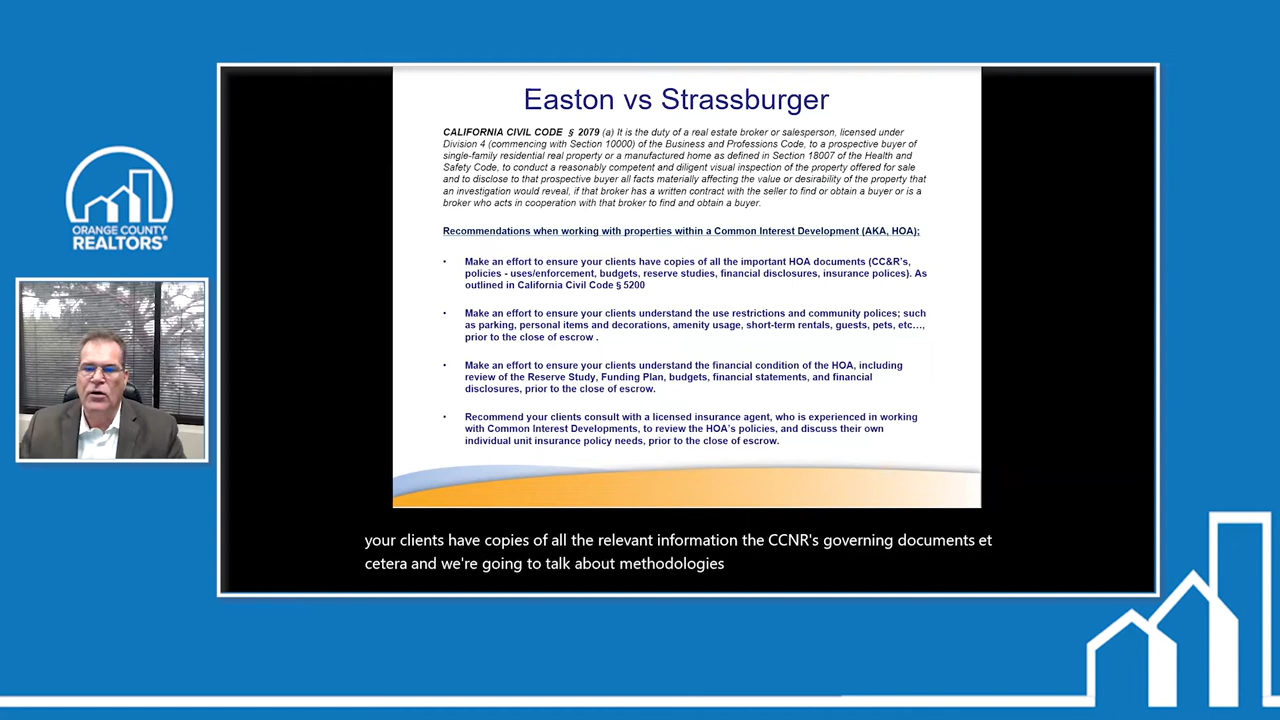 Easton vs Strassburger
CALIFORNIA CIVIL CODE § 2079 (a) It is the duty of a real estate broker or salesperson, licensed under
Division 4 (commencing with Section 10000) of the Business and Professions Code, to a prospective buyer of
single-family residential real property or a manufactured home as defined in Section 18007 of the Health and
Safety Code, to conduct a reasonably competent and diligent visual inspection of the property offered for sale
and to disclose to that prospective buyer all facts materially affecting the value or desirability of the property that
an investigation would reveal, if that broker has a written contract with the seller to find or obtain a buyer or is a
broker who acts in cooperation with that broker to find and obtain a buyer.
Recommendations when working with properties within a Common Interest Development (AKA, HOA);
• Make an effort to ensure your clients have copies of all the important HOA documents (CC&R's,
policies - uses/enforcement, budgets, reserve studies, financial disclosures, insurance polices). As
outlined in California Civil Code § 5200
• Make an effort to ensure your clients understand the use restrictions and community polices; such
as parking, personal items and decorations, amenity usage, short-term rentals, guests, pets, etc…,
prior to the close of escrow .
• Make an effort to ensure your clients understand the financial condition of the HOA, including
review of the Reserve Study, Funding Plan, budgets, financial statements, and financial
disclosures, prior to the close of escrow.
• Recommend your clients consult with a licensed insurance agent, who is experienced in working
with Common Interest Developments, to review the HOA's policies, and discuss their own
individual unit insurance policy needs, prior to the close of escrow.
ORANGE COUNTY
REALTORS®
your clients have copies of all the relevant information the CCNR's governing documents et
cetera and we're going to talk about methodologies